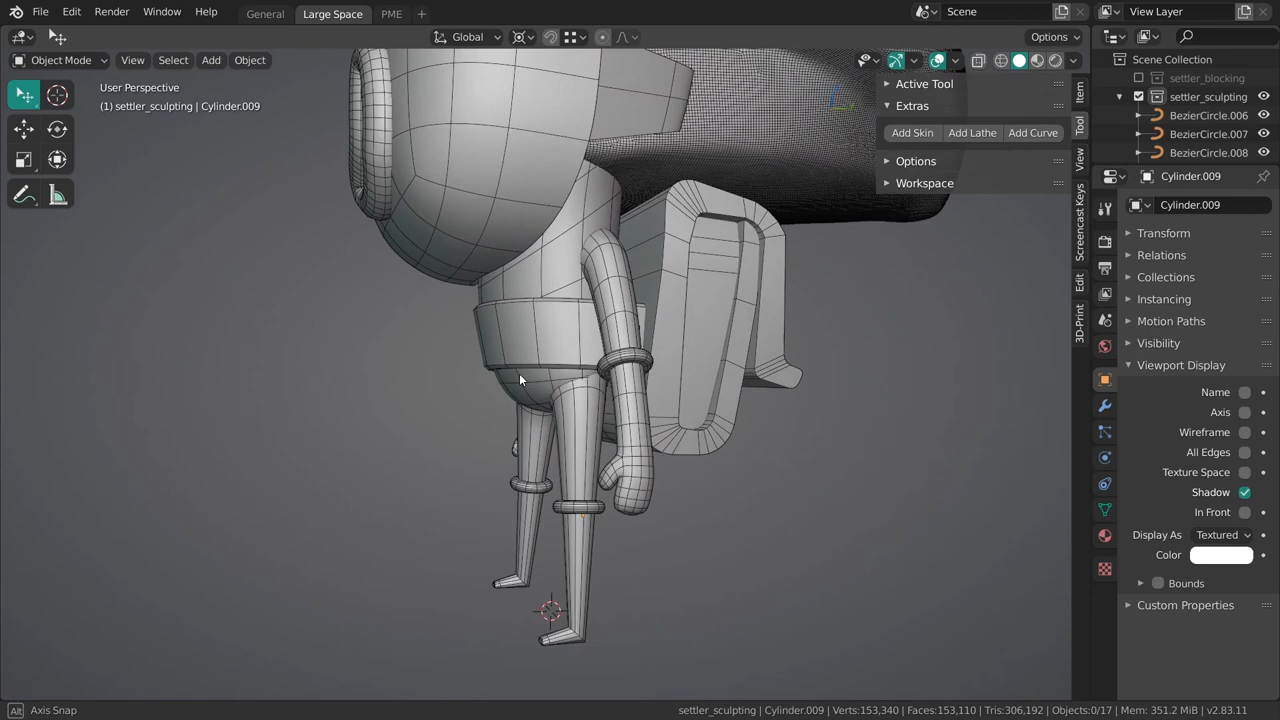 File Edit Render Window Help General Large Space PME + Scene View Layer
Global Options
Object Mode View Select Add Object
User Perspective
(1) settler_sculpting | Cylinder.009
Active Tool
Extras
Add Skin Add Lathe Add Curve
Options
Workspace
Item
Tool
View
Screencast Keys
Edit
3D-Print
Scene Collection
settler_blocking
settler_sculpting
BezierCircle.006
BezierCircle.007
BezierCircle.008
Cylinder.009
Cylinder.009
Transform
Relations
Collections
Instancing
Motion Paths
Visibility
Viewport Display
Name
Axis
Wireframe
All Edges
Texture Space
Shadow
In Front
Display As Textured
Color
Bounds
Custom Properties
Alt Axis Snap
settler_sculpting | Cylinder.009 | Verts:153,340 | Faces:153,110 | Tris:306,192 | Objects:0/17 | Mem: 351.2 MiB | v2.83.11